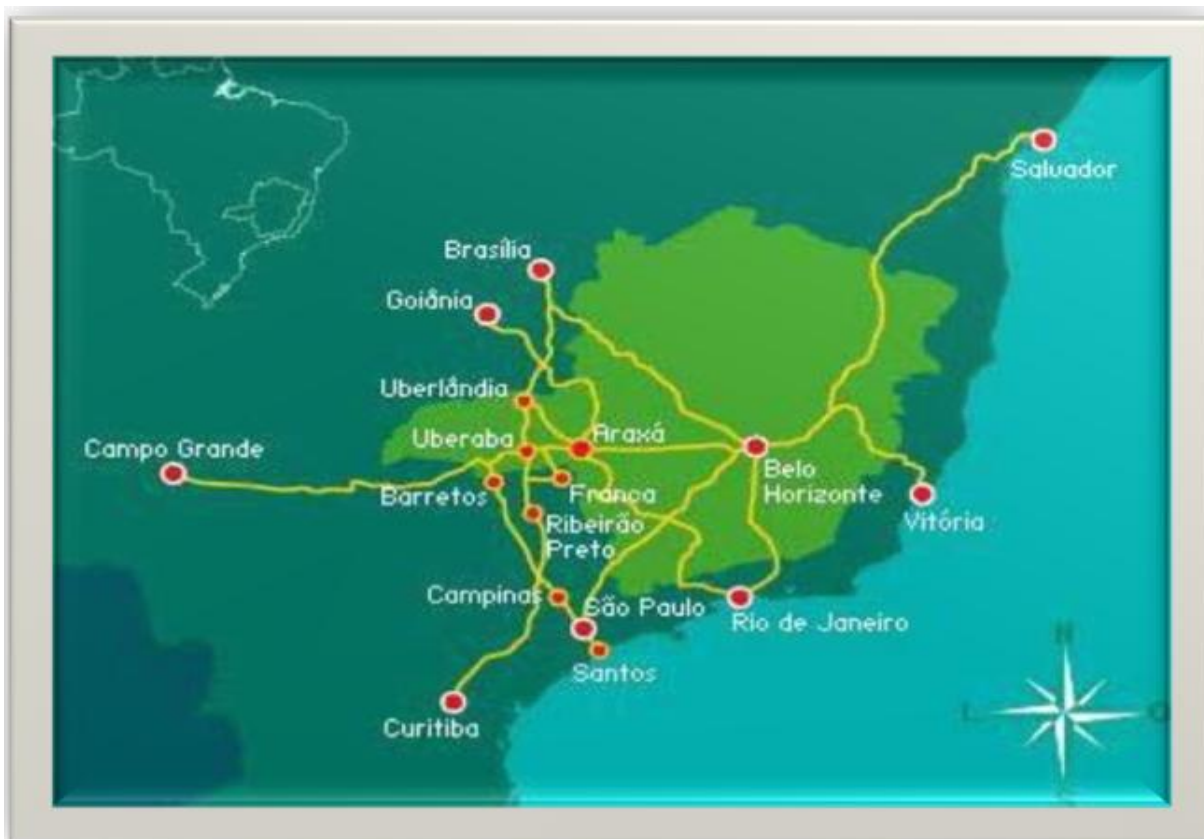 Salvador
Brasília
Goiânia
Uberlândia
Araxá
Uberaba
Campo Grande
Belo
Horizonte
Barretos
Franca
Vitória
Ribeirão
Preto
Campinas
São Paulo
Rio de Janeiro
Santos
Curitiba
N
L
O
S